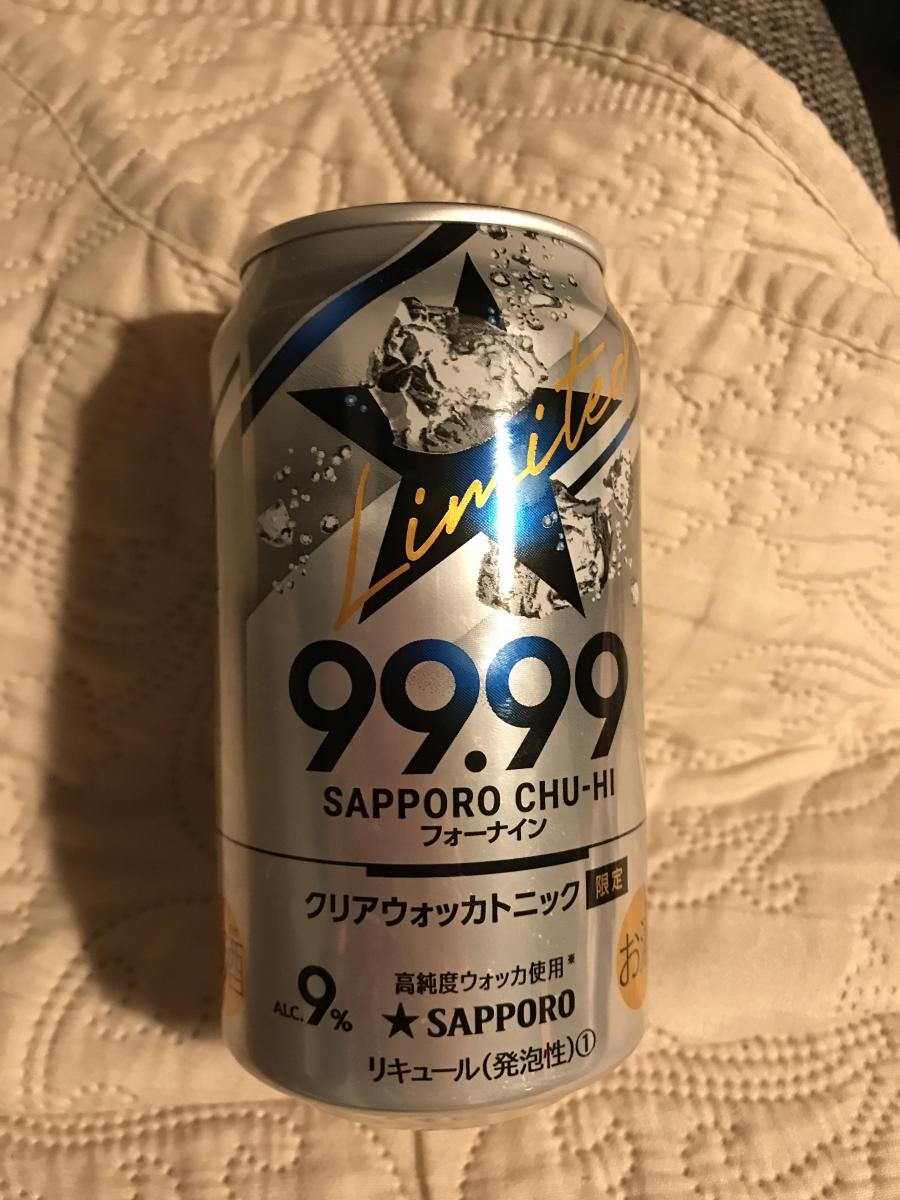 Limited
99.99
SAPPORO CHU-HI
フォーナイン
クリアウォッカトニック 限定
高純度ウォッカ使用※
ALC.9%
★SAPPORO
リキュール(発泡性)①
お